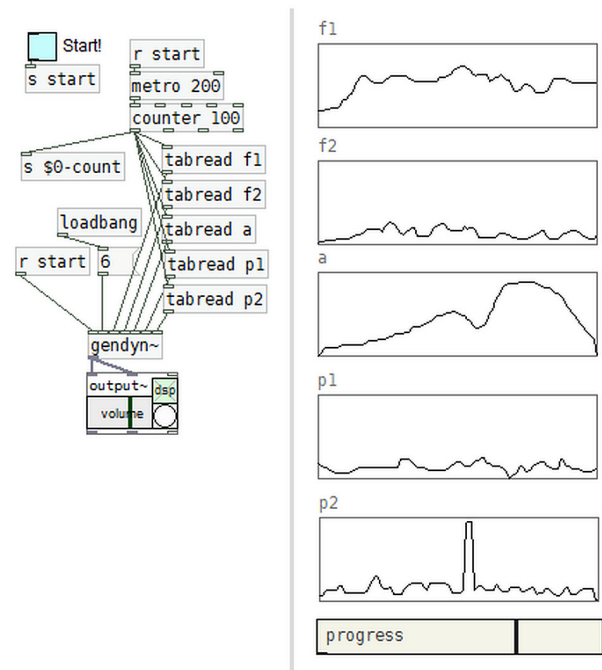 Start!
s start
r start
metro 200
counter 100
s $0-count
tabread f1
tabread f2
tabread a
tabread p1
tabread p2
loadbang
r start
6
gendyn~
output~
dsp
volume
f1
f2
a
p1
p2
progress